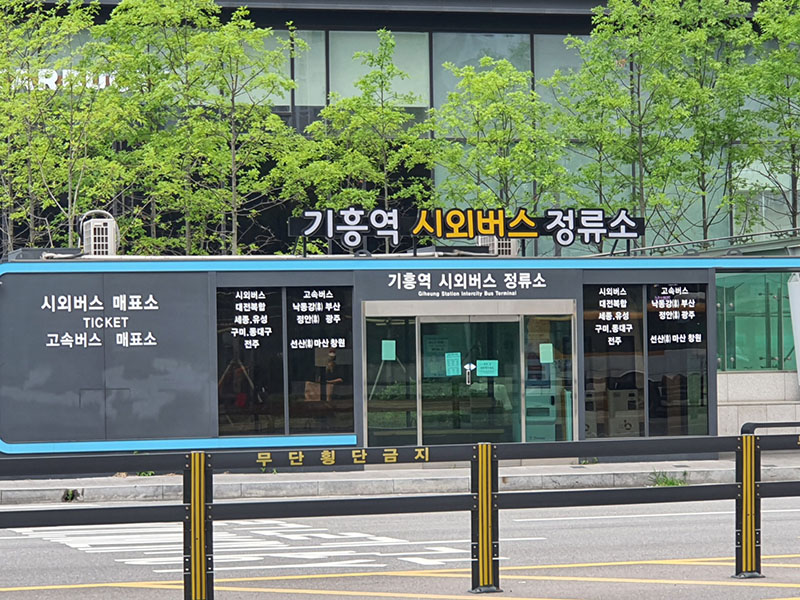 기흥역 시외버스 정류소
기흥역 시외버스 정류소
Giheung Station Intercity Bus Terminal
시외버스 매표소
TICKET
고속버스 매표소
시외버스
대전복합
세종,유성
구미,동대구
전주
고속버스
낙동강(휴) 부산
정안(휴) 광주
선산(휴) 마산 창원
시외버스
대전복합
세종,유성
구미,동대구
전주
고속버스
낙동강(휴) 부산
정안(휴) 광주
선산(휴) 마산 창원
무단횡단금지